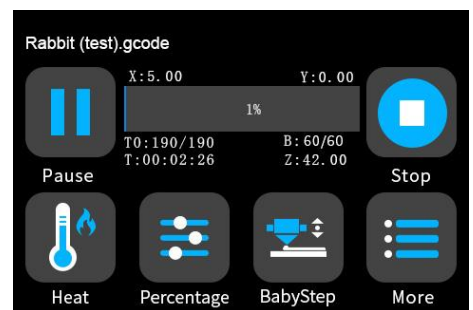 Rabbit (test).gcode
X:5.00 Y:0.00
1%
T0:190/190 B:60/60
T:00:02:26 Z:42.00
Pause Stop
Heat Percentage BabyStep More